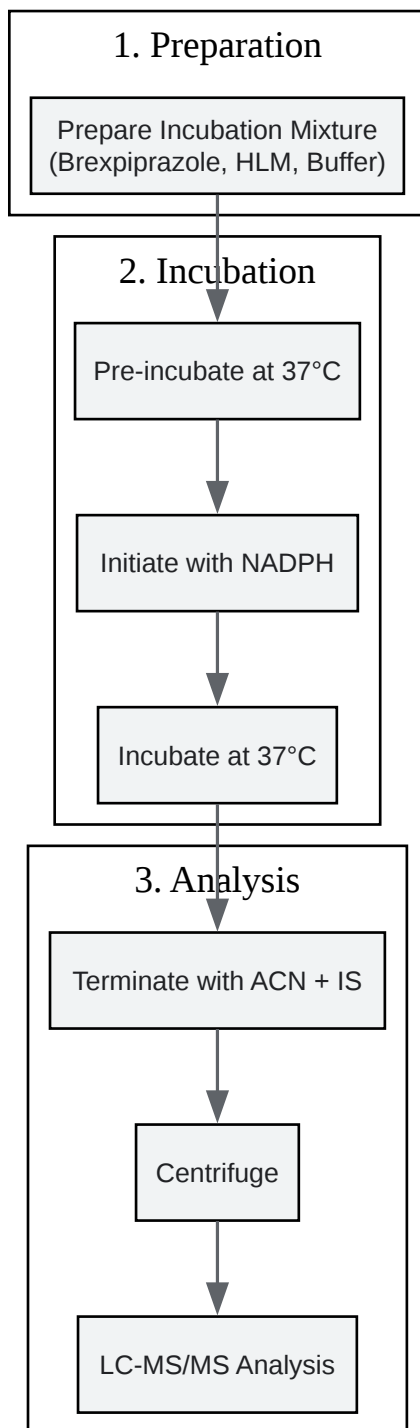 1. Preparation
Prepare Incubation Mixture
(Brexpiprazole, HLM, Buffer)
2. Incubation
Pre-incubate at 37°C
Initiate with NADPH
Incubate at 37°C
3. Analysis
Terminate with ACN + IS
Centrifuge
LC-MS/MS Analysis